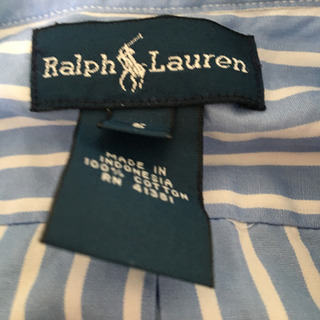 Ralph Lauren
MADE IN
INDONESIA
100% COTTON
RN 41381